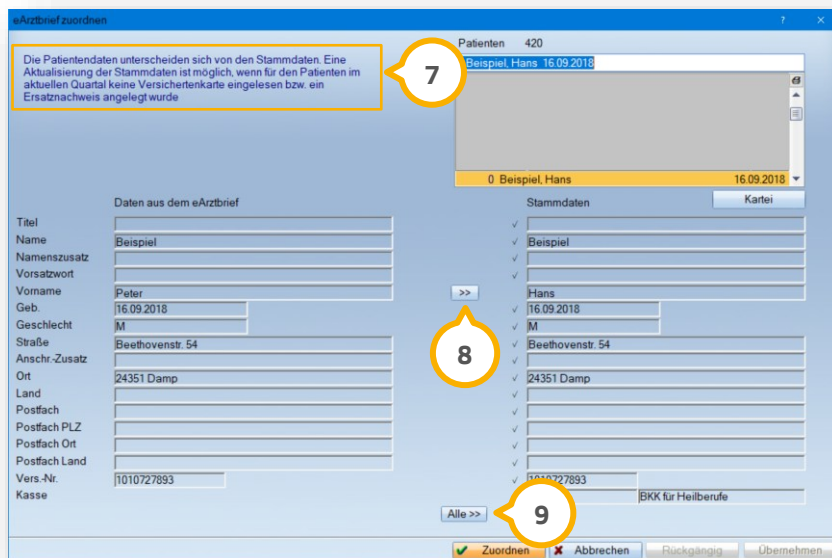 eArztbrief zuordnen
Die Patientendaten unterscheiden sich von den Stammdaten. Eine
Aktualisierung der Stammdaten ist möglich, wenn für den Patienten im
aktuellen Quartal keine Versichertenkarte eingelesen bzw. ein
Ersatznachweis angelegt wurde
7
Patienten 420
Beispiel, Hans 16.09.2018
0 Beispiel, Hans 16.09.2018
Daten aus dem eArztbrief Stammdaten Kartei
Titel
Name Beispiel Beispiel
Namenszusatz
Vorsatzwort
Vorname Peter >> Hans
Geb. 16.09.2018 16.09.2018
Geschlecht M M
8
Straße Beethovenstr. 54 Beethovenstr. 54
Anschr.-Zusatz
Ort 24351 Damp 24351 Damp
Land
Postfach
Postfach PLZ
Postfach Ort
Postfach Land
Vers.-Nr. 1010727893 1010727893
Kasse BKK für Heilberufe
Alle >> 9
Zuordnen Abbrechen Rückgängig Übernehmen